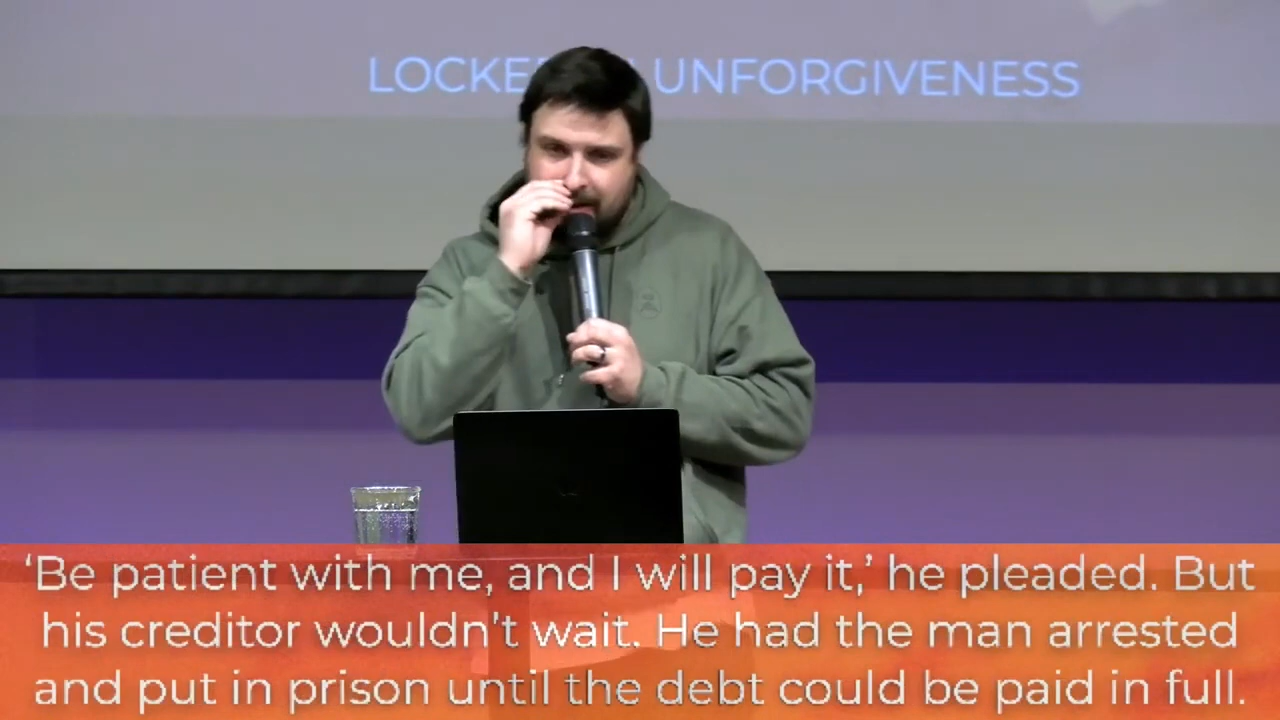 LOCKE UNFORGIVENESS
‘Be patient with me, and I will pay it,’ he pleaded. But
his creditor wouldn’t wait. He had the man arrested
and put in prison until the debt could be paid in full.